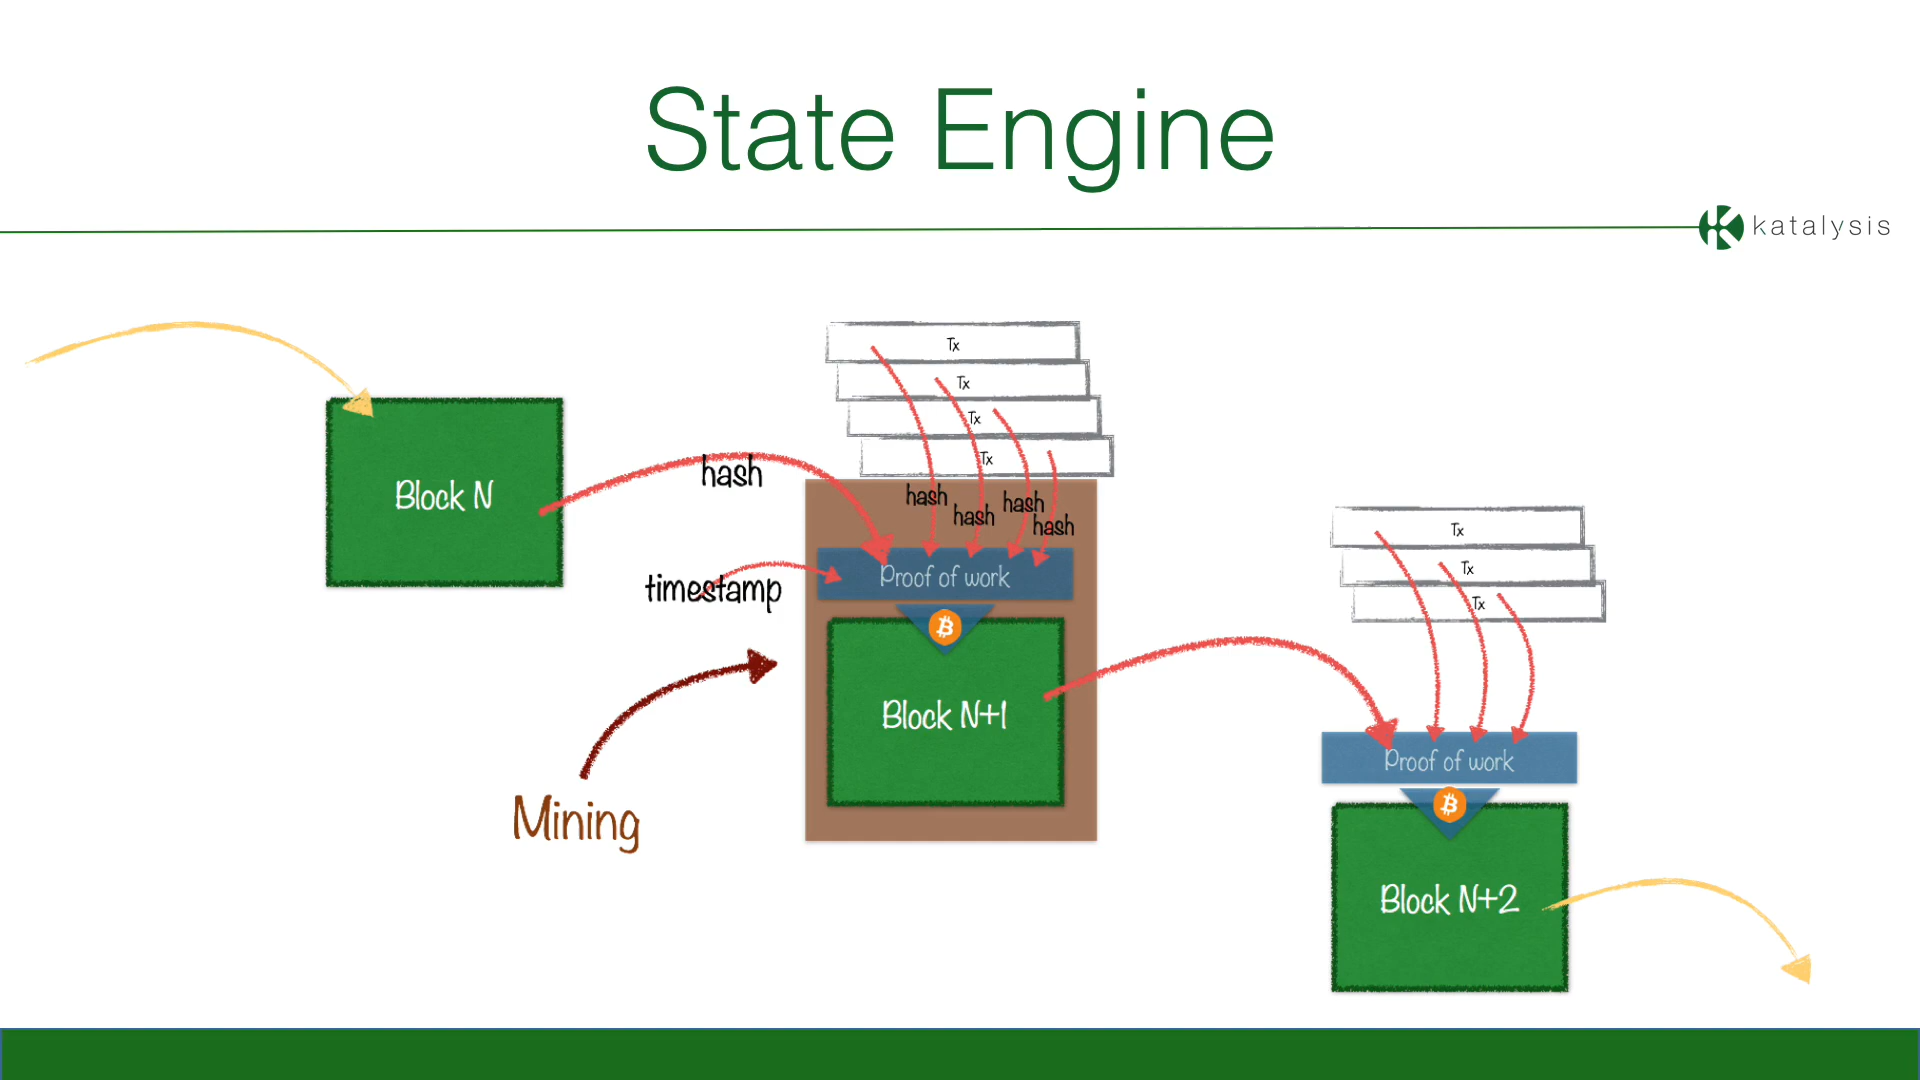 State Engine
katalysis
Tx
Tx
Tx
Tx
Block N
hash
hash
hash
hash
hash
timestamp
Proof of work
Block N+1
Mining
Tx
Tx
Tx
Proof of work
Block N+2